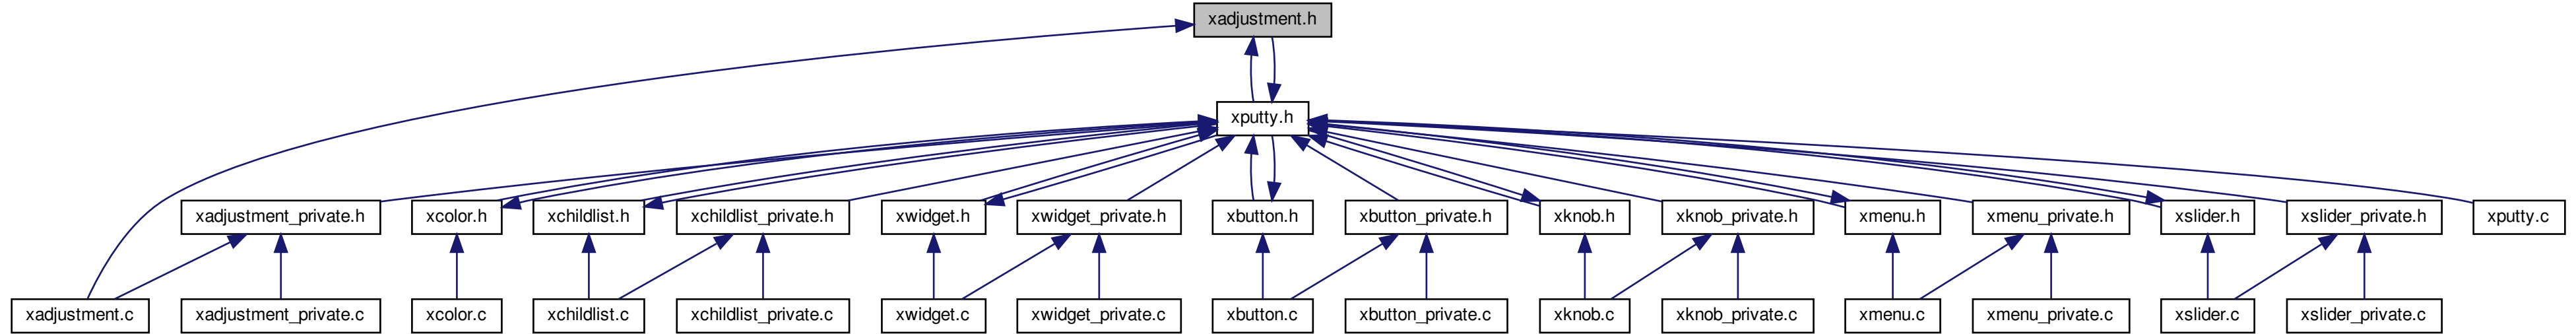 xadjustment.h
xputty.h
xadjustment_private.h
xcolor.h
xchildlist.h
xchildlist_private.h
xwidget.h
xwidget_private.h
xbutton.h
xbutton_private.h
xknob.h
xknob_private.h
xmenu.h
xmenu_private.h
xslider.h
xslider_private.h
xputty.c
xadjustment.c
xadjustment_private.c
xcolor.c
xchildlist.c
xchildlist_private.c
xwidget.c
xwidget_private.c
xbutton.c
xbutton_private.c
xknob.c
xknob_private.c
xmenu.c
xmenu_private.c
xslider.c
xslider_private.c